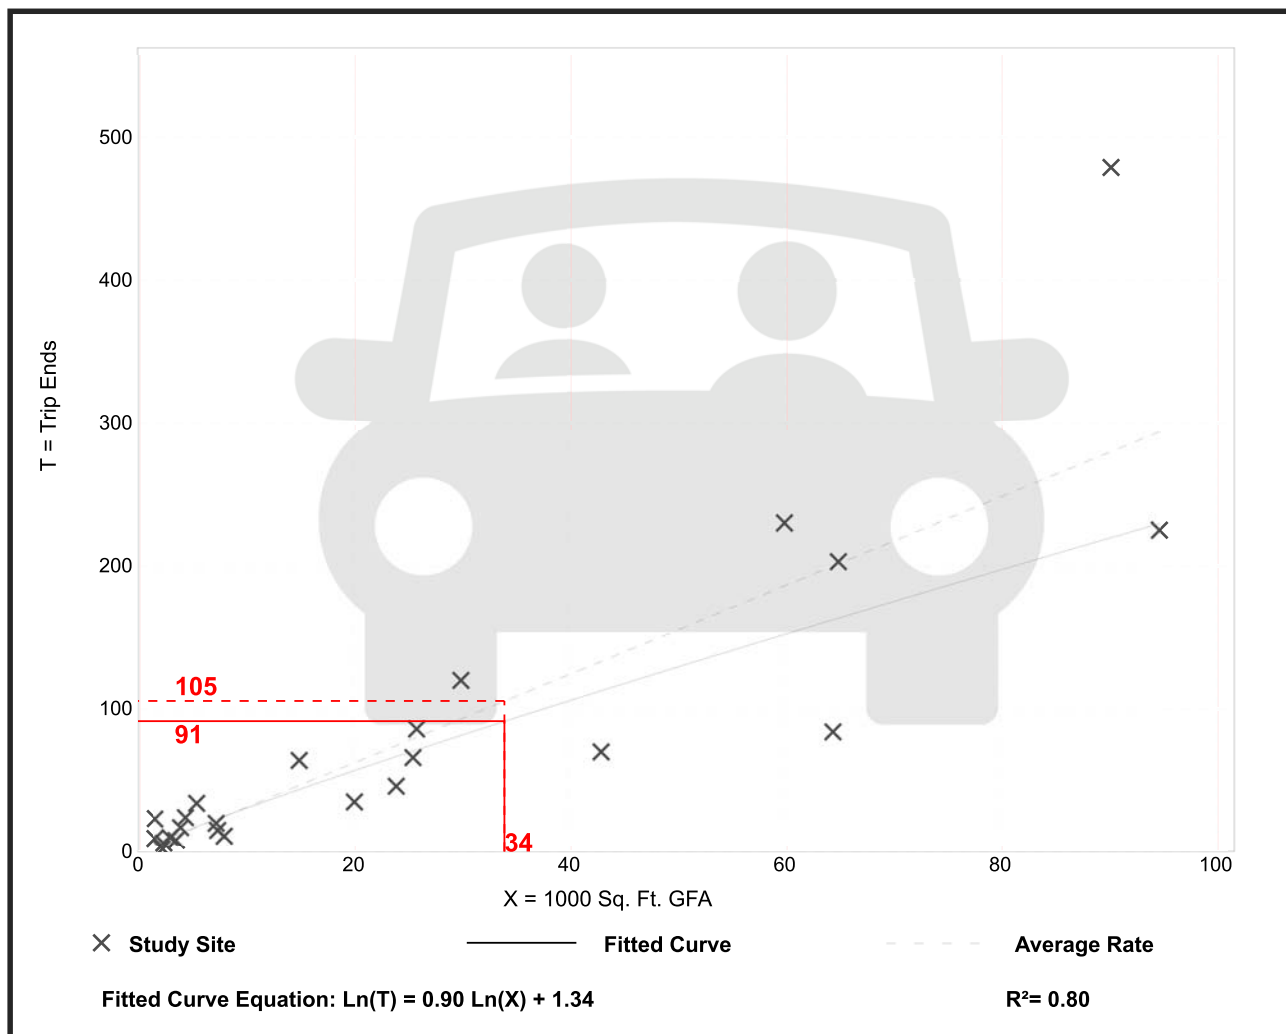 500
400
300
200
100
0
T = Trip Ends
105
91
34
0 20 40 60 80 100
X = 1000 Sq. Ft. GFA
Study Site Fitted Curve Average Rate
Fitted Curve Equation: Ln(T) = 0.90 Ln(X) + 1.34 R²= 0.80